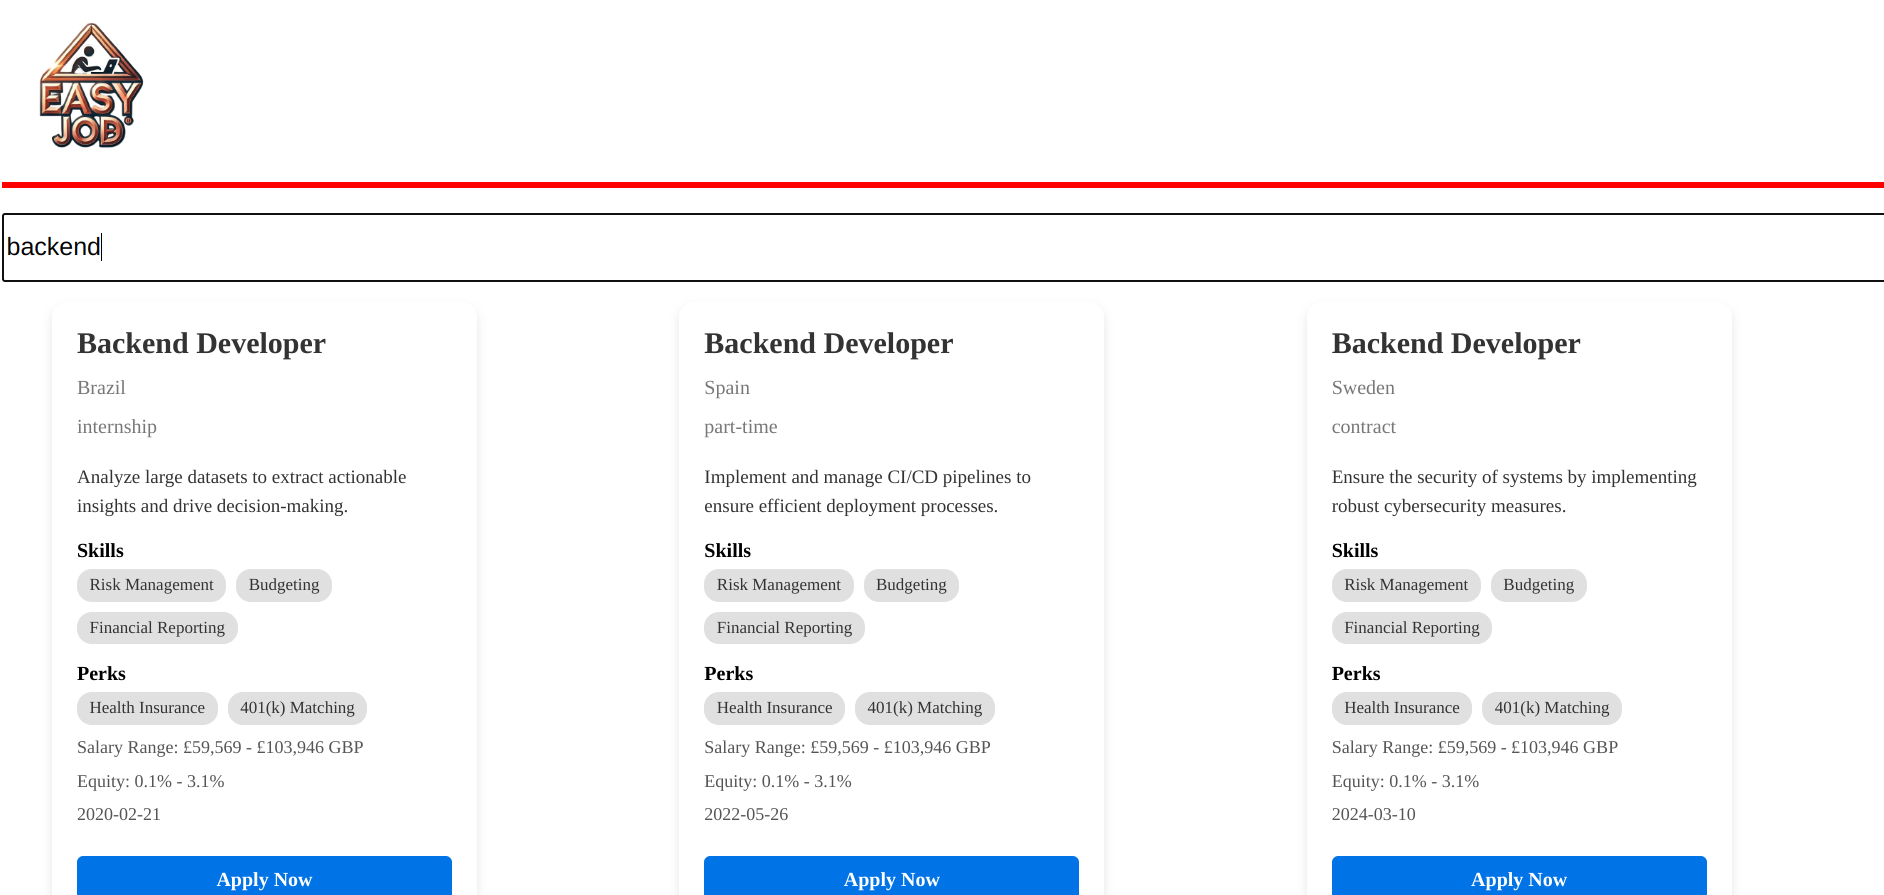 EASY
JOB
backend
Backend Developer
Brazil
internship
Analyze large datasets to extract actionable
insights and drive decision-making.
Skills
Risk Management
Budgeting
Financial Reporting
Perks
Health Insurance
401(k) Matching
Salary Range: £59,569 - £103,946 GBP
Equity: 0.1% - 3.1%
2020-02-21
Apply Now
Backend Developer
Spain
part-time
Implement and manage CI/CD pipelines to
ensure efficient deployment processes.
Skills
Risk Management
Budgeting
Financial Reporting
Perks
Health Insurance
401(k) Matching
Salary Range: £59,569 - £103,946 GBP
Equity: 0.1% - 3.1%
2022-05-26
Apply Now
Backend Developer
Sweden
contract
Ensure the security of systems by implementing
robust cybersecurity measures.
Skills
Risk Management
Budgeting
Financial Reporting
Perks
Health Insurance
401(k) Matching
Salary Range: £59,569 - £103,946 GBP
Equity: 0.1% - 3.1%
2024-03-10
Apply Now